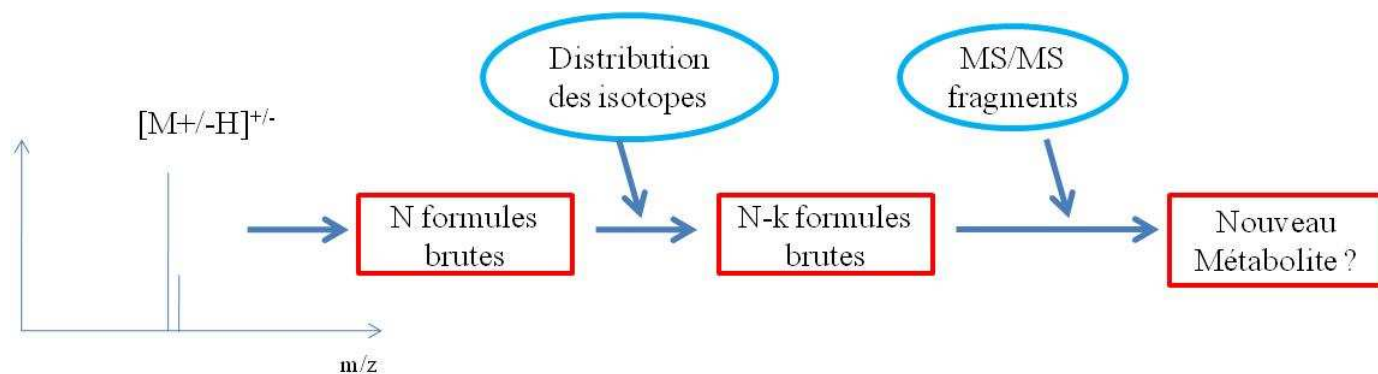 [M+/-H]+/-
m/z
N formules
brutes
Distribution
des isotopes
N-k formules
brutes
MS/MS
fragments
Nouveau
Métabolite ?